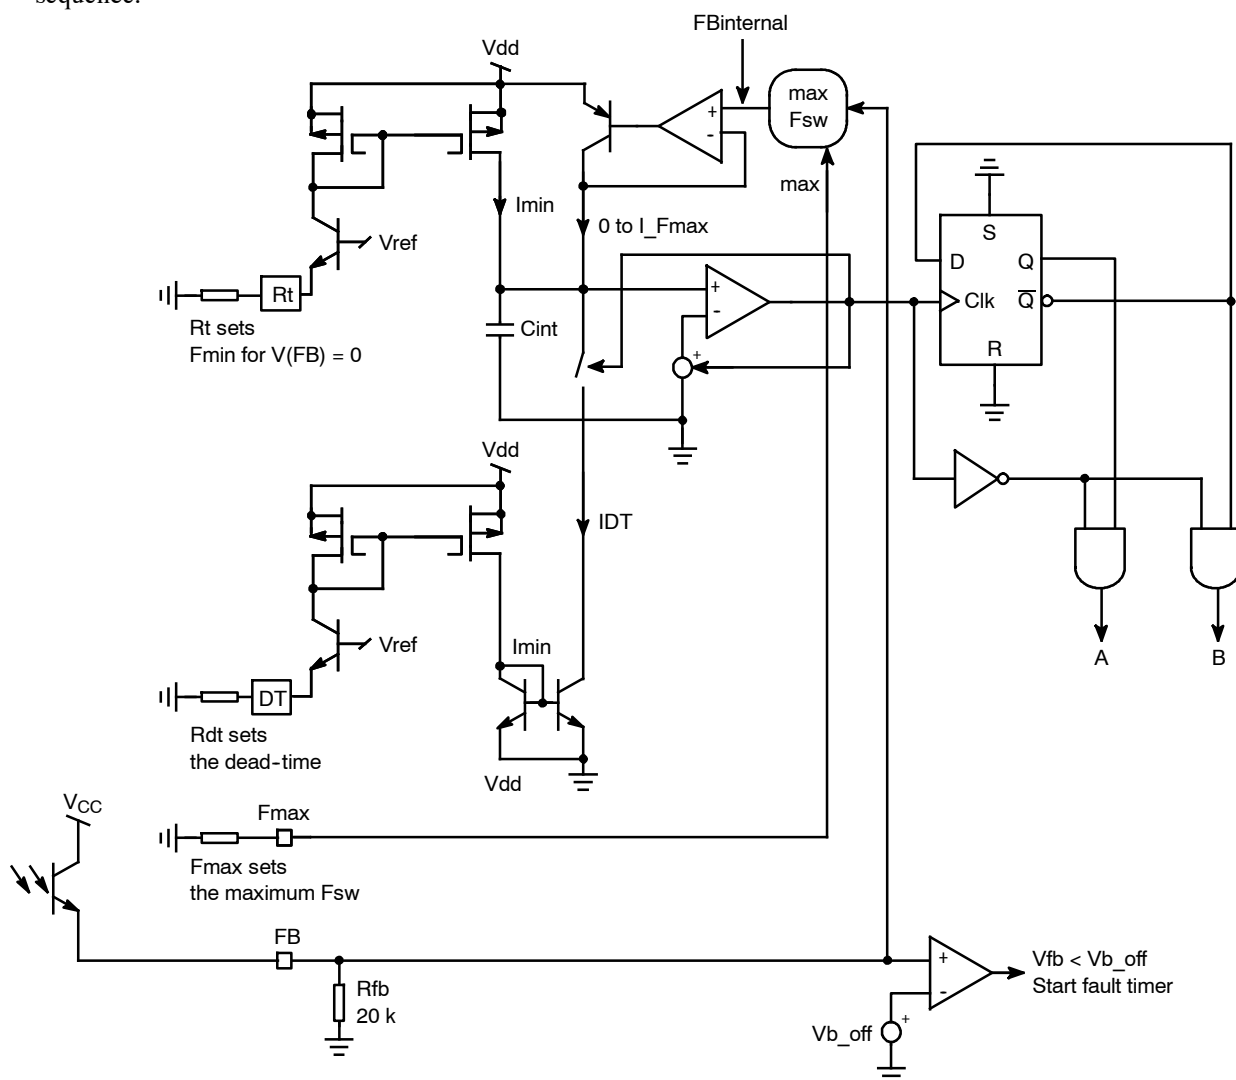 sequence.
FBinternal
Vdd
max
Fsw
+
-
max
Imin
0 to I_Fmax
Vref
Rt
Rt sets
Fmin for V(FB) = 0
Cint
+
-
+
S
D
Q
Clk
Q
R
Vdd
IDT
Vref
Imin
DT
Rdt sets
the dead-time
Vdd
A
B
VCC
Fmax
Fmax sets
the maximum Fsw
FB
Rfb
20 k
+
-
Vfb < Vb_off
Start fault timer
Vb_off
+